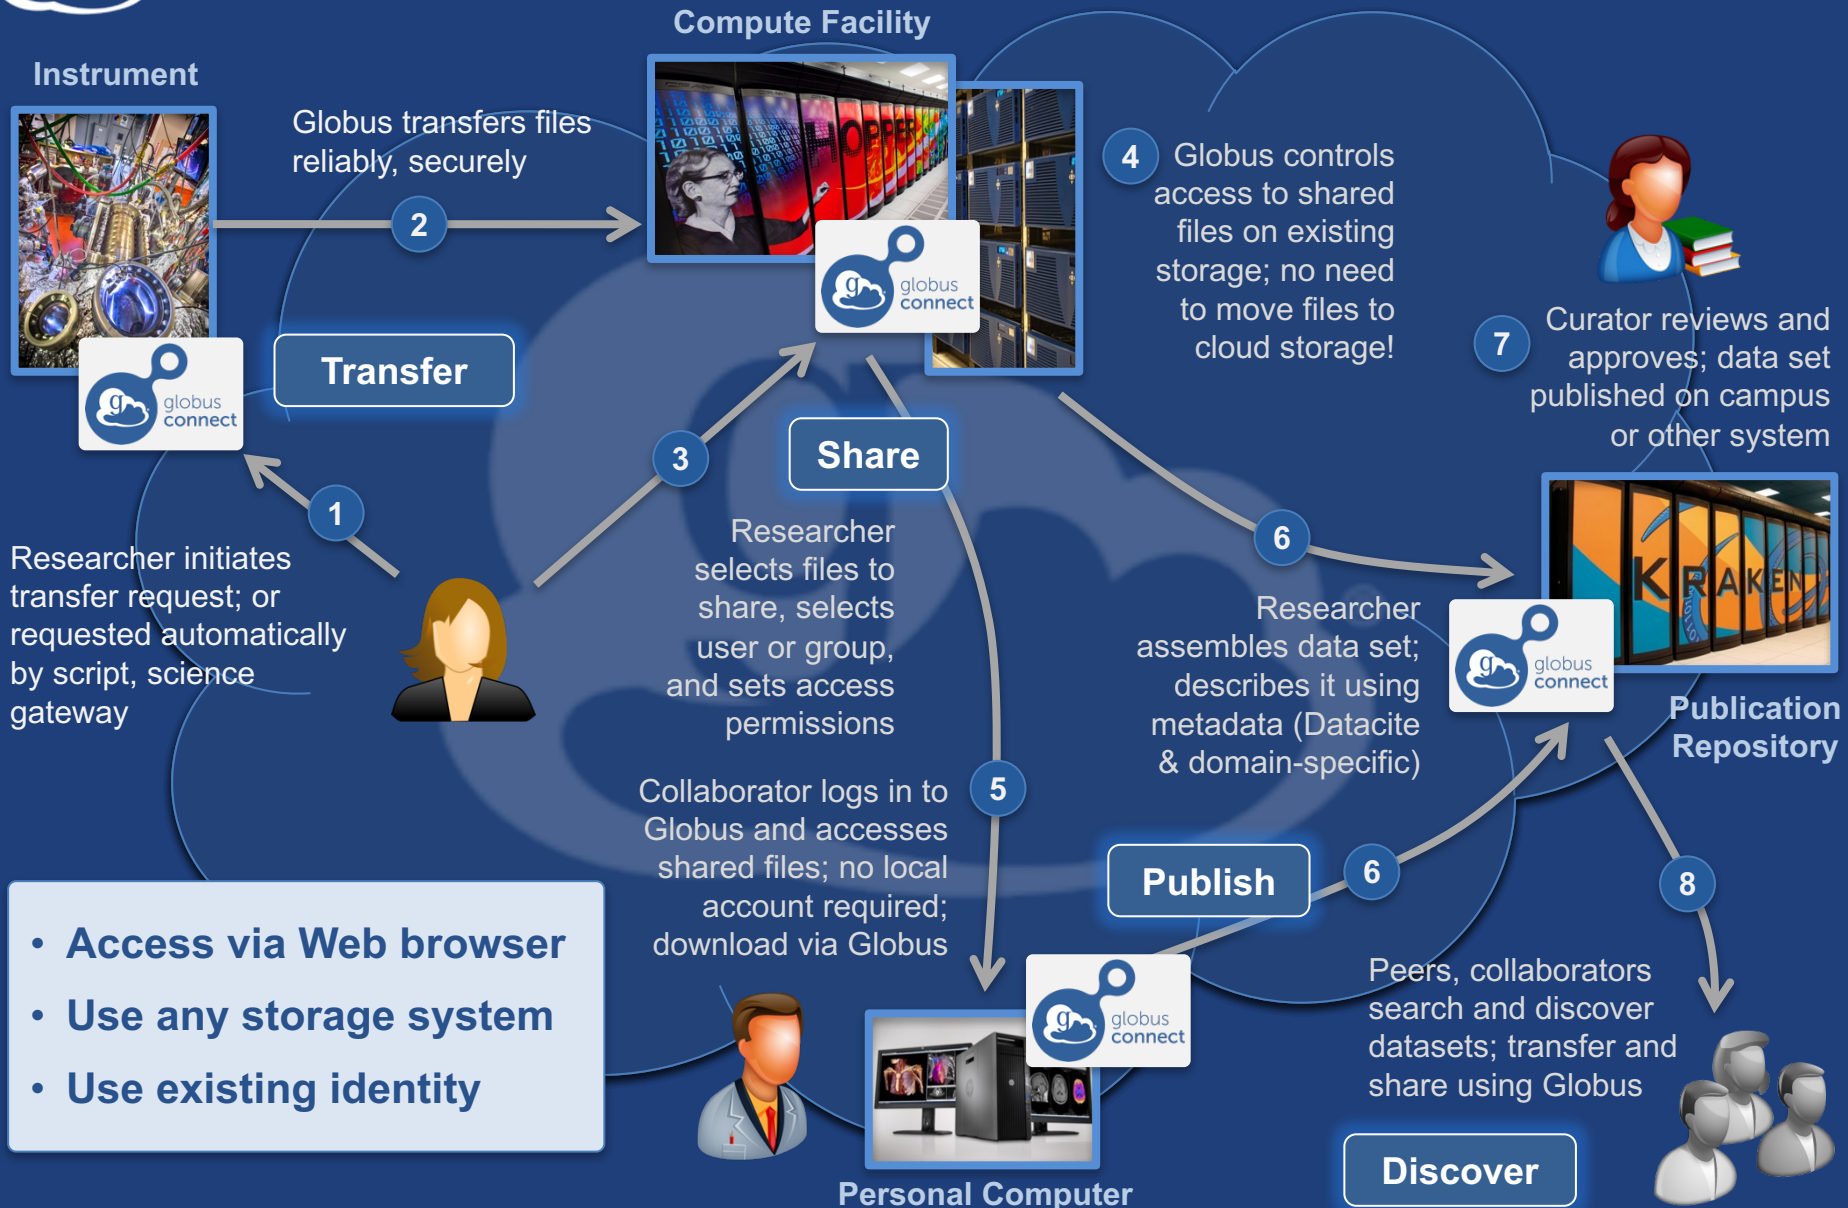 Compute Facility
Instrument
Globus transfers files
reliably, securely
2
HOPPER
globus
connect
4
Globus controls
access to shared
files on existing
storage; no need
to move files to
cloud storage!
7
Curator reviews and
approves; data set
published on campus
or other system
globus
connect
Transfer
3
Share
1
Researcher initiates
transfer request; or
requested automatically
by script, science
gateway
Researcher
selects files to
share, selects
user or group,
and sets access
permissions
6
Researcher
assembles data set;
describes it using
metadata (Datacite
& domain-specific)
KRAKEN
globus
connect
Publication
Repository
5
Collaborator logs in to
Globus and accesses
shared files; no local
account required;
download via Globus
Publish
6
8
• Access via Web browser
• Use any storage system
• Use existing identity
globus
connect
Peers, collaborators
search and discover
datasets; transfer and
share using Globus
Personal Computer
Discover